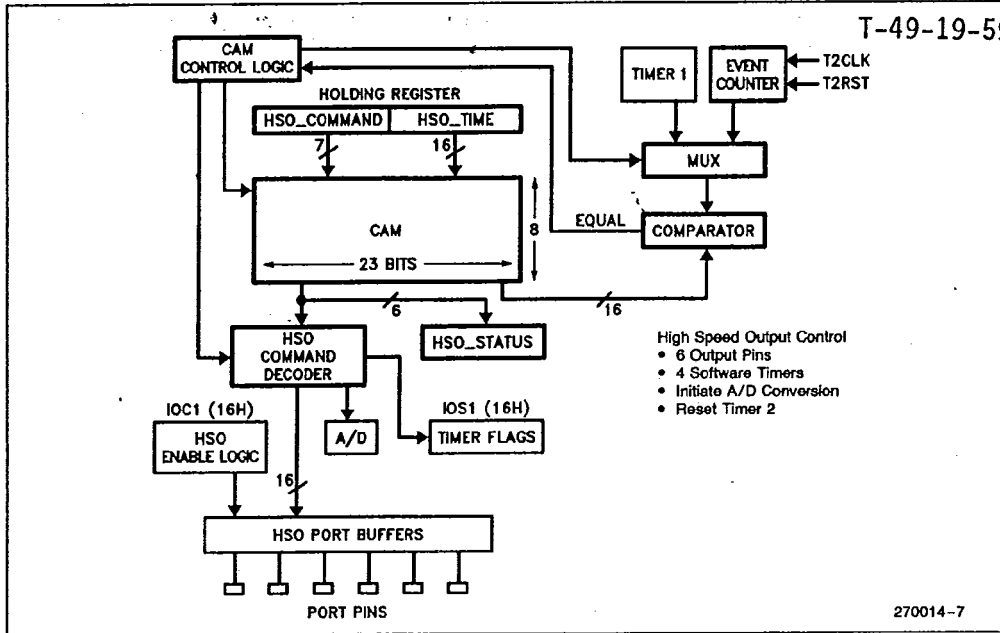 T-49-19-59
CAM
CONTROL LOGIC
TIMER 1
EVENT
COUNTER
T2CLK
T2RST
HOLDING REGISTER
HSO_COMMAND
HSO_TIME
7
16
MUX
CAM
8
EQUAL
COMPARATOR
23 BITS
6
16
HSO
COMMAND
DECODER
HSO_STATUS
High Speed Output Control
• 6 Output Pins
• 4 Software Timers
• Initiate A/D Conversion
• Reset Timer 2
IOC1 (16H)
HSO
ENABLE LOGIC
A/D
IOS1 (16H)
TIMER FLAGS
16
HSO PORT BUFFERS
PORT PINS
270014-7